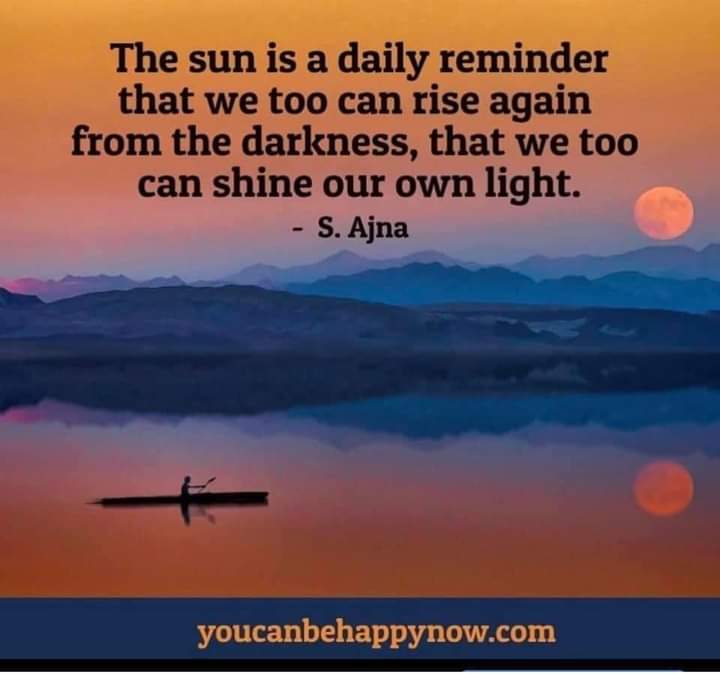 The sun is a daily reminder
that we too can rise again
from the darkness, that we too
can shine our own light.
- S. Ajna
youcanbehappynow.com